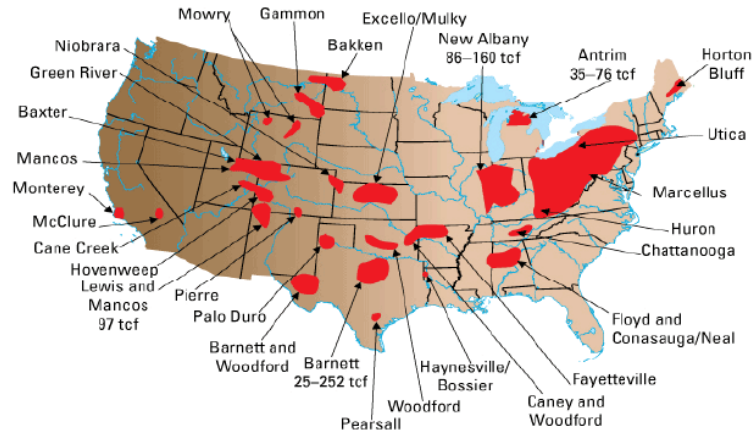 Mowry
Gammon
Excello/Mulky
Niobrara
Bakken
New Albany
86–160 tcf
Antrim
35–76 tcf
Horton
Bluff
Green River
Baxter
Utica
Mancos
Monterey
Marcellus
McClure
Huron
Cane Creek
Chattanooga
Hovenweep
Lewis and
Mancos
97 tcf
Pierre
Palo Duro
Floyd and
Conasauga/Neal
Barnett and
Woodford
Barnett
25–252 tcf
Haynesville/
Bossier
Fayetteville
Pearsall
Woodford
Caney and
Woodford